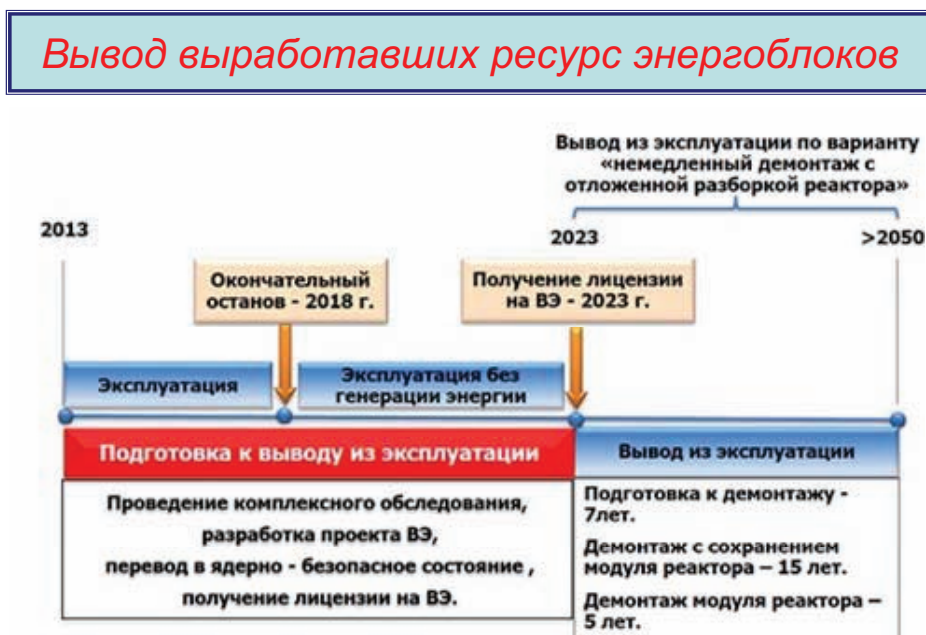 Вывод выработавших ресурс энергоблоков
Вывод из эксплуатации по варианту
«немедленный демонтаж с
отложенной разборкой реактора»
2013
2023
>2050
Окончательный
останов - 2018 г.
Получение лицензии
на ВЭ - 2023 г.
Эксплуатация
Эксплуатация без
генерации энергии
Подготовка к выводу из эксплуатации
Вывод из эксплуатации
Проведение комплексного обследования,
разработка проекта ВЭ,
перевод в ядерно - безопасное состояние ,
получение лицензии на ВЭ.
Подготовка к демонтажу -
7лет.
Демонтаж с сохранением
модуля реактора – 15 лет.
Демонтаж модуля реактора –
5 лет.